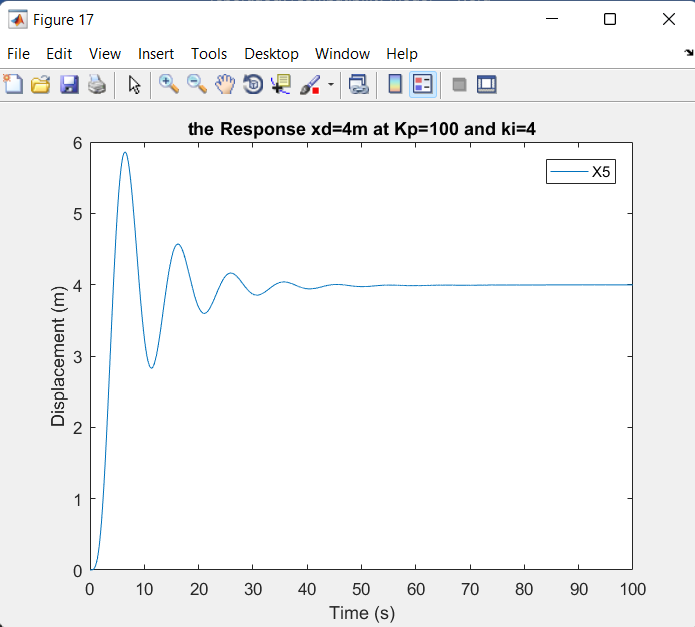 Figure 17
File Edit View Insert Tools Desktop Window Help
the Response xd=4m at Kp=100 and ki=4
X5
6
5
4
3
2
1
0
Displacement (m)
0 10 20 30 40 50 60 70 80 90 100
Time (s)